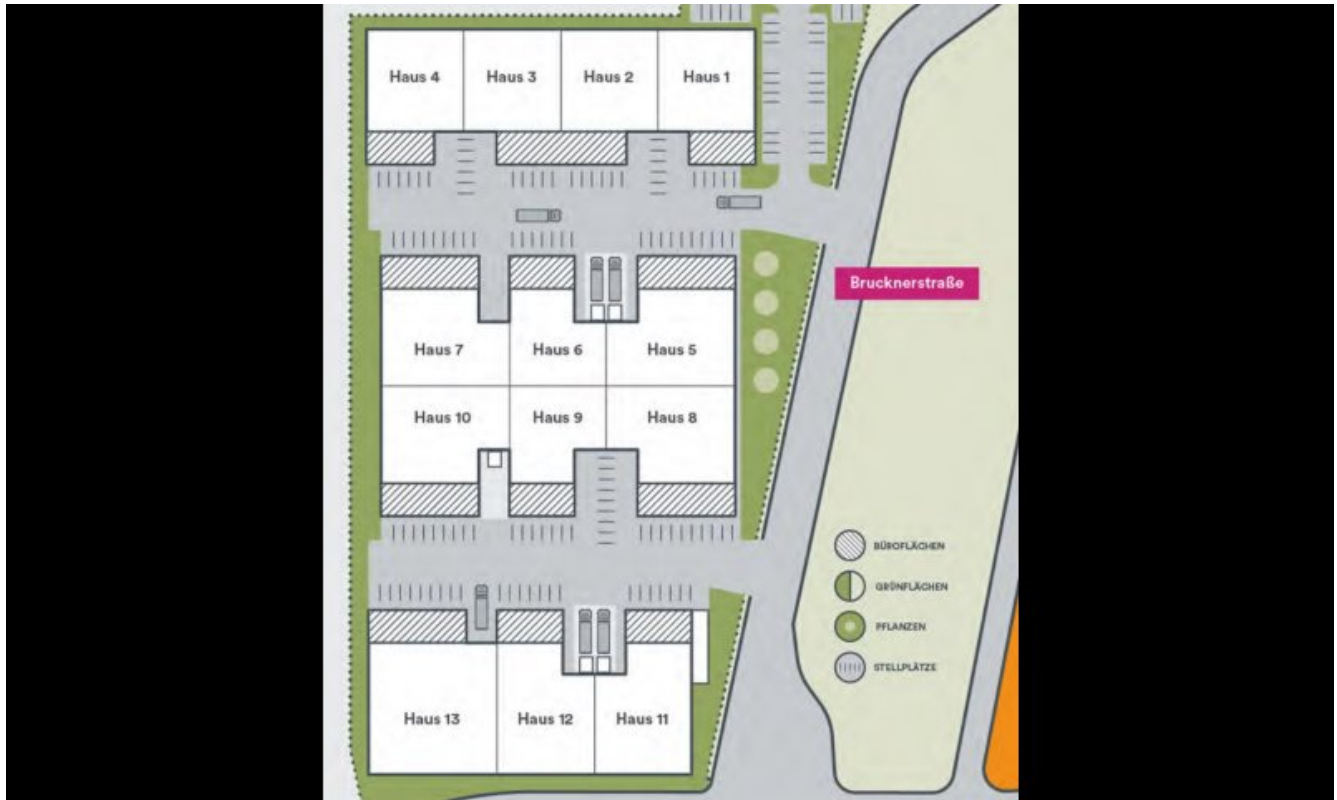 Haus 4
Haus 3
Haus 2
Haus 1
Brucknerstraße
Haus 7
Haus 6
Haus 5
Haus 10
Haus 9
Haus 8
BÜROFLÄCHEN
GRÜNFLÄCHEN
PFLANZEN
STELLPLÄTZE
Haus 13
Haus 12
Haus 11